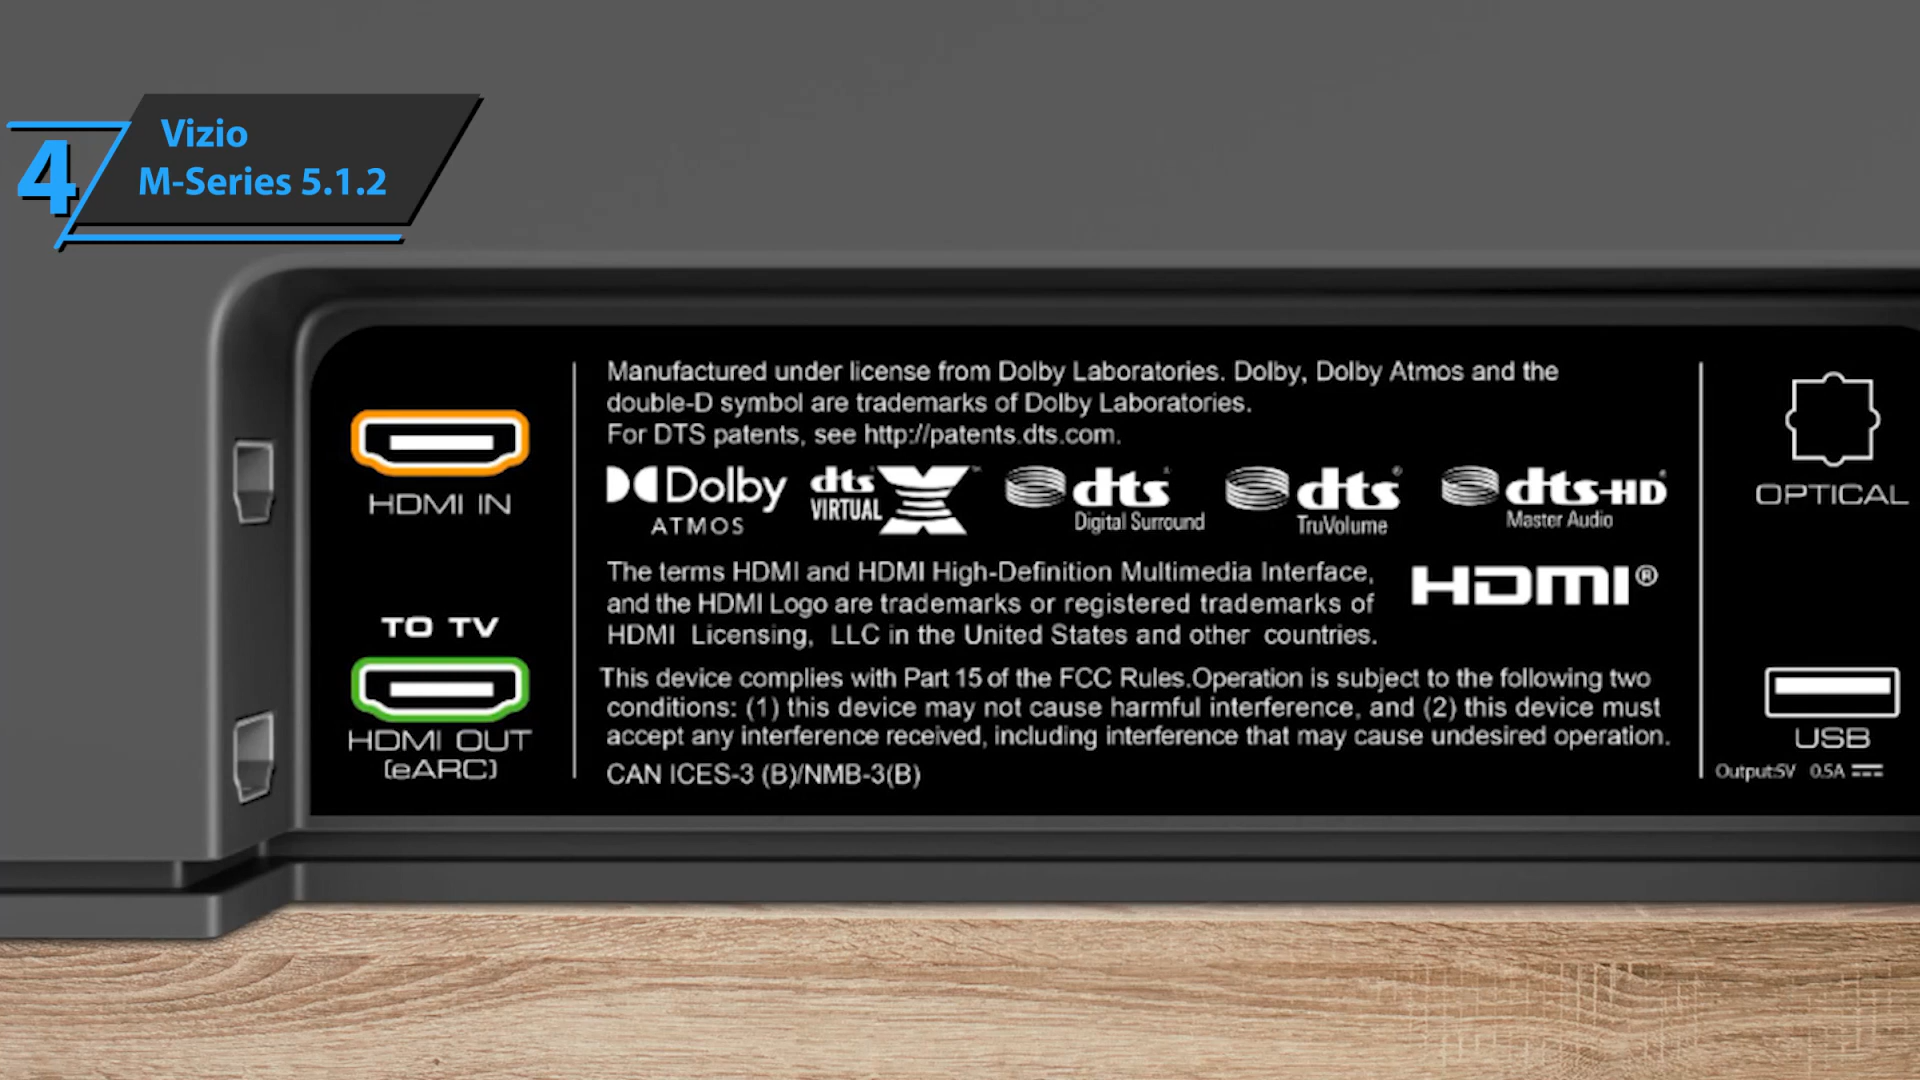 4
Vizio
M-Series 5.1.2
HDMI IN
TO TV
HDMI OUT
(eARC)
Manufactured under license from Dolby Laboratories. Dolby, Dolby Atmos and the
double-D symbol are trademarks of Dolby Laboratories.
For DTS patents, see http://patents.dts.com.
Dolby
ATMOS
dts X
VIRTUAL
dts
Digital Surround
dts
TruVolume
dts-HD
Master Audio
The terms HDMI and HDMI High-Definition Multimedia Interface,
and the HDMI Logo are trademarks or registered trademarks of
HDMI Licensing, LLC in the United States and other countries.
HDMI®
This device complies with Part 15 of the FCC Rules.Operation is subject to the following two
conditions: (1) this device may not cause harmful interference, and (2) this device must
accept any interference received, including interference that may cause undesired operation.
CAN ICES-3 (B)/NMB-3(B)
OPTICAL
USB
Output:5V 0.5A